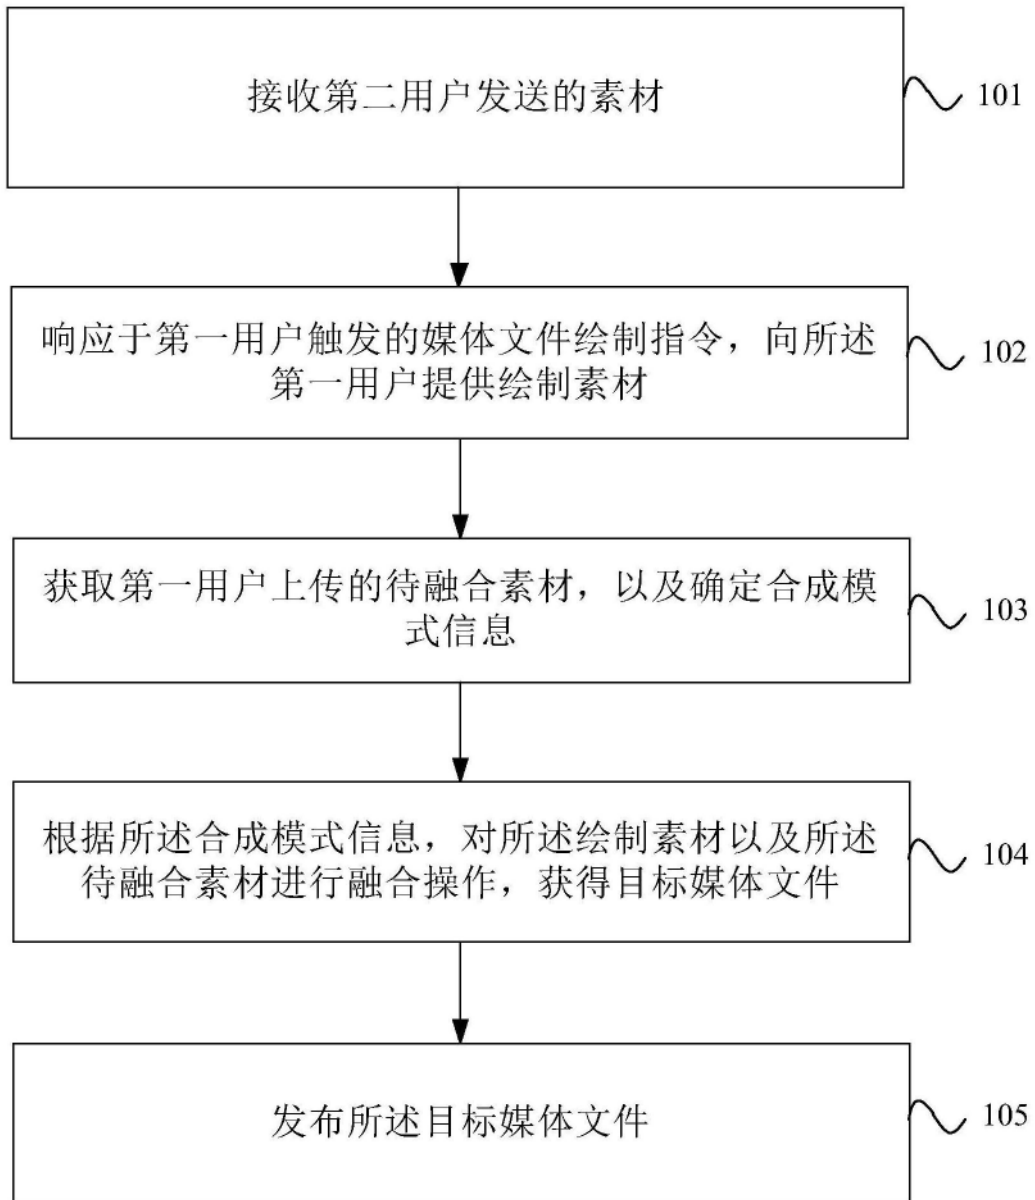 接收第二用户发送的素材
101
响应于第一用户触发的媒体文件绘制指令，向所述
第一用户提供绘制素材
102
获取第一用户上传的待融合素材，以及确定合成模
式信息
103
根据所述合成模式信息，对所述绘制素材以及所述
待融合素材进行融合操作，获得目标媒体文件
104
发布所述目标媒体文件
105